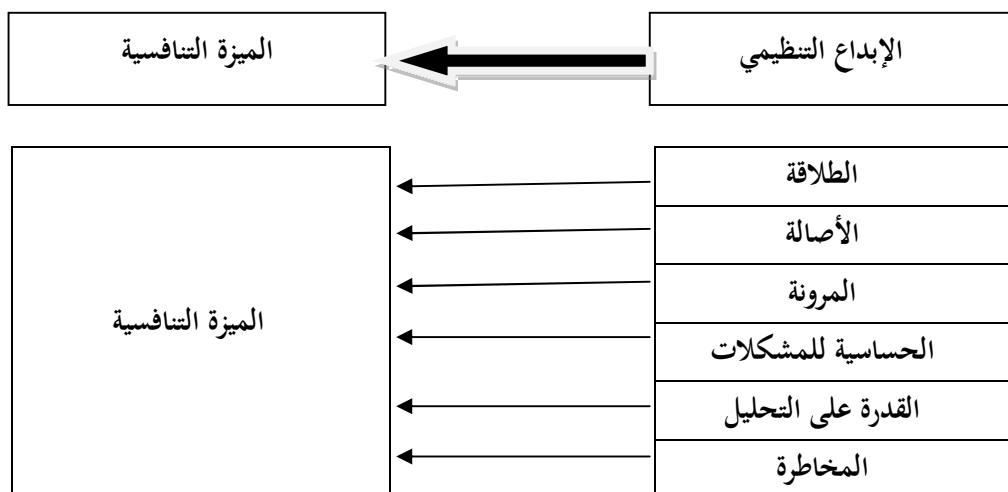 الإبداع التنظيمي
الميزة التنافسية
الطلاقة
الأصالة
المرونة
الحساسية للمشكلات
القدرة على التحليل
المخاطرة
الميزة التنافسية